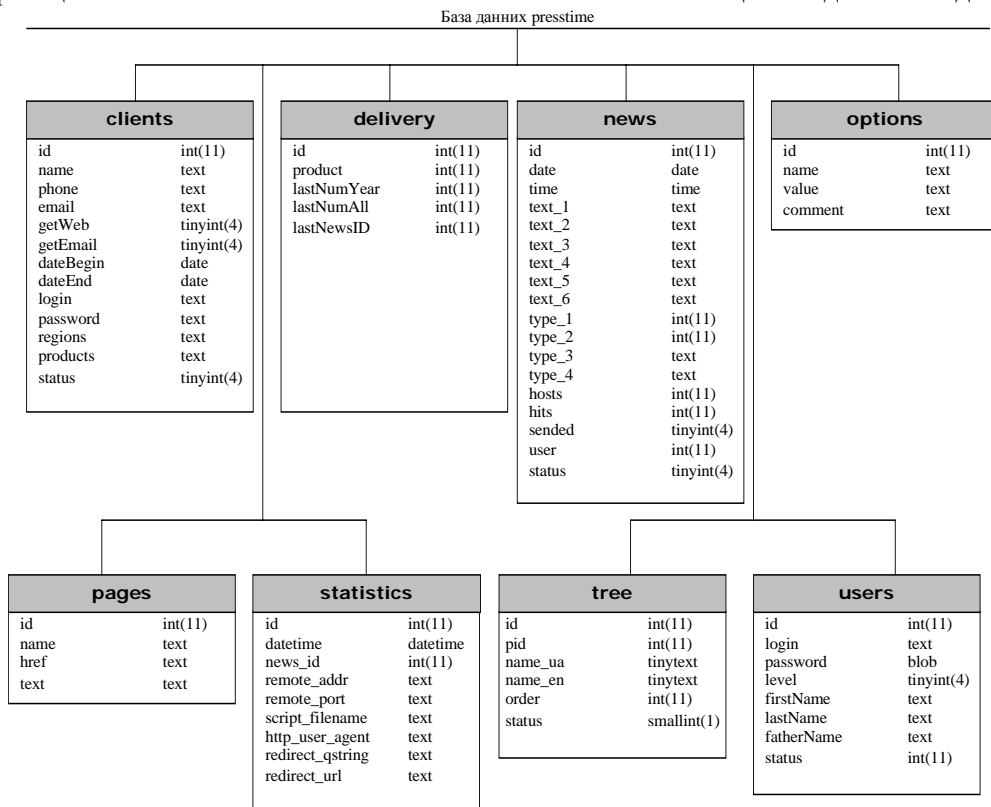 База данних presstime
clients
id int(11)
name text
phone text
email text
getWeb tinyint(4)
getEmail tinyint(4)
dateBegin date
dateEnd date
login text
password text
regions text
products text
status tinyint(4)
delivery
id int(11)
product int(11)
lastNumYear int(11)
lastNumAll int(11)
lastNewsID int(11)
news
id int(11)
date date
time time
text_1 text
text_2 text
text_3 text
text_4 text
text_5 text
text_6 text
type_1 int(11)
type_2 int(11)
type_3 text
type_4 text
hosts int(11)
hits int(11)
sended tinyint(4)
user int(11)
status tinyint(4)
options
id int(11)
name text
value text
comment text
pages
id int(11)
name text
href text
text text
statistics
id int(11)
datetime datetime
news_id int(11)
remote_addr text
remote_port text
script_filename text
http_user_agent text
redirect_qstring text
redirect_url text
tree
id int(11)
pid int(11)
name_ua tinytext
name_en tinytext
order int(11)
status smallint(1)
users
id int(11)
login text
password blob
level tinyint(4)
firstName text
lastName text
fatherName text
status int(11)